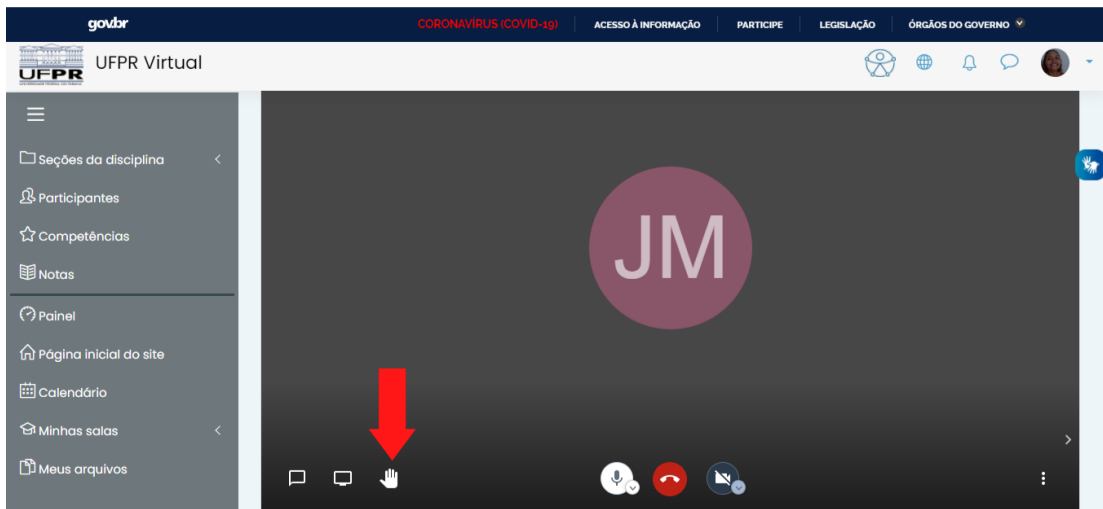 gov.br
CORONAVÍRUS (COVID-19)
ACESSO À INFORMAÇÃO
PARTICIPE
LEGISLAÇÃO
ÓRGÃOS DO GOVERNO
UFPR
UFPR Virtual
Seções da disciplina
Participantes
Competências
Notas
Painel
Página inicial do site
Calendário
Minhas salas
Meus arquivos
JM